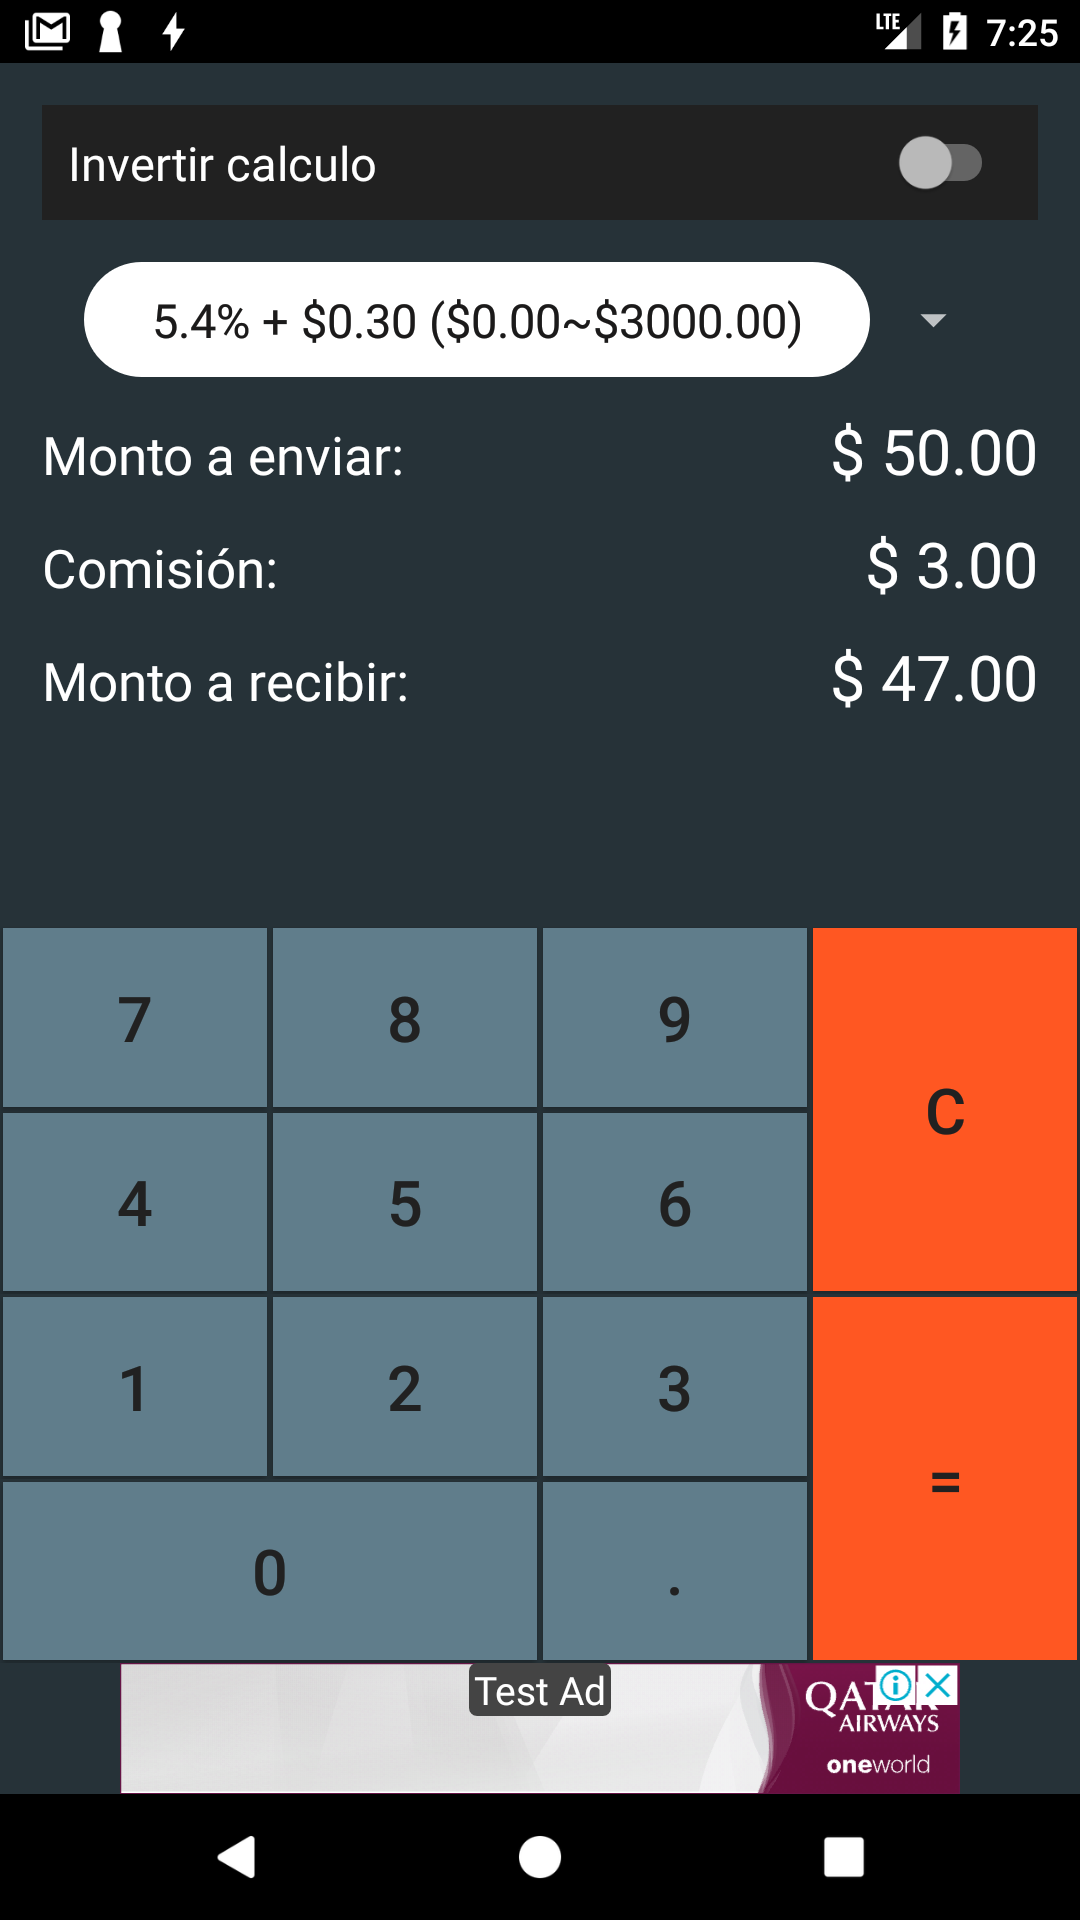 LTE 7:25
Invertir calculo
5.4% + $0.30 ($0.00~$3000.00)
Monto a enviar: $ 50.00
Comisión: $ 3.00
Monto a recibir: $ 47.00
7 8 9 C
4 5 6
1 2 3 =
0 .
Test Ad
AIRWAYS
oneworld